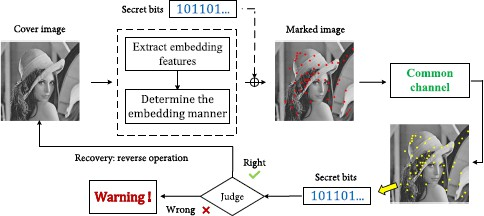 Secret bits
101101...
Cover image
Marked image
Extract embedding
features
Determine the
embedding manner
Common
channel
Recovery: reverse operation
Right
Secret bits
101101...
Warning!
Judge
Wrong